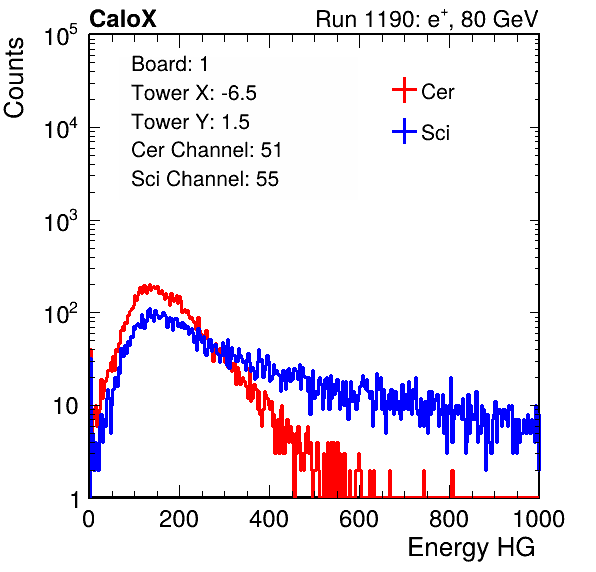 CaloX Run 1190: e⁺, 80 GeV
Counts
Board: 1
Tower X: -6.5
Tower Y: 1.5
Cer Channel: 51
Sci Channel: 55
Cer
Sci
10⁵
10⁴
10³
10²
10
1
0 200 400 600 800 1000
Energy HG